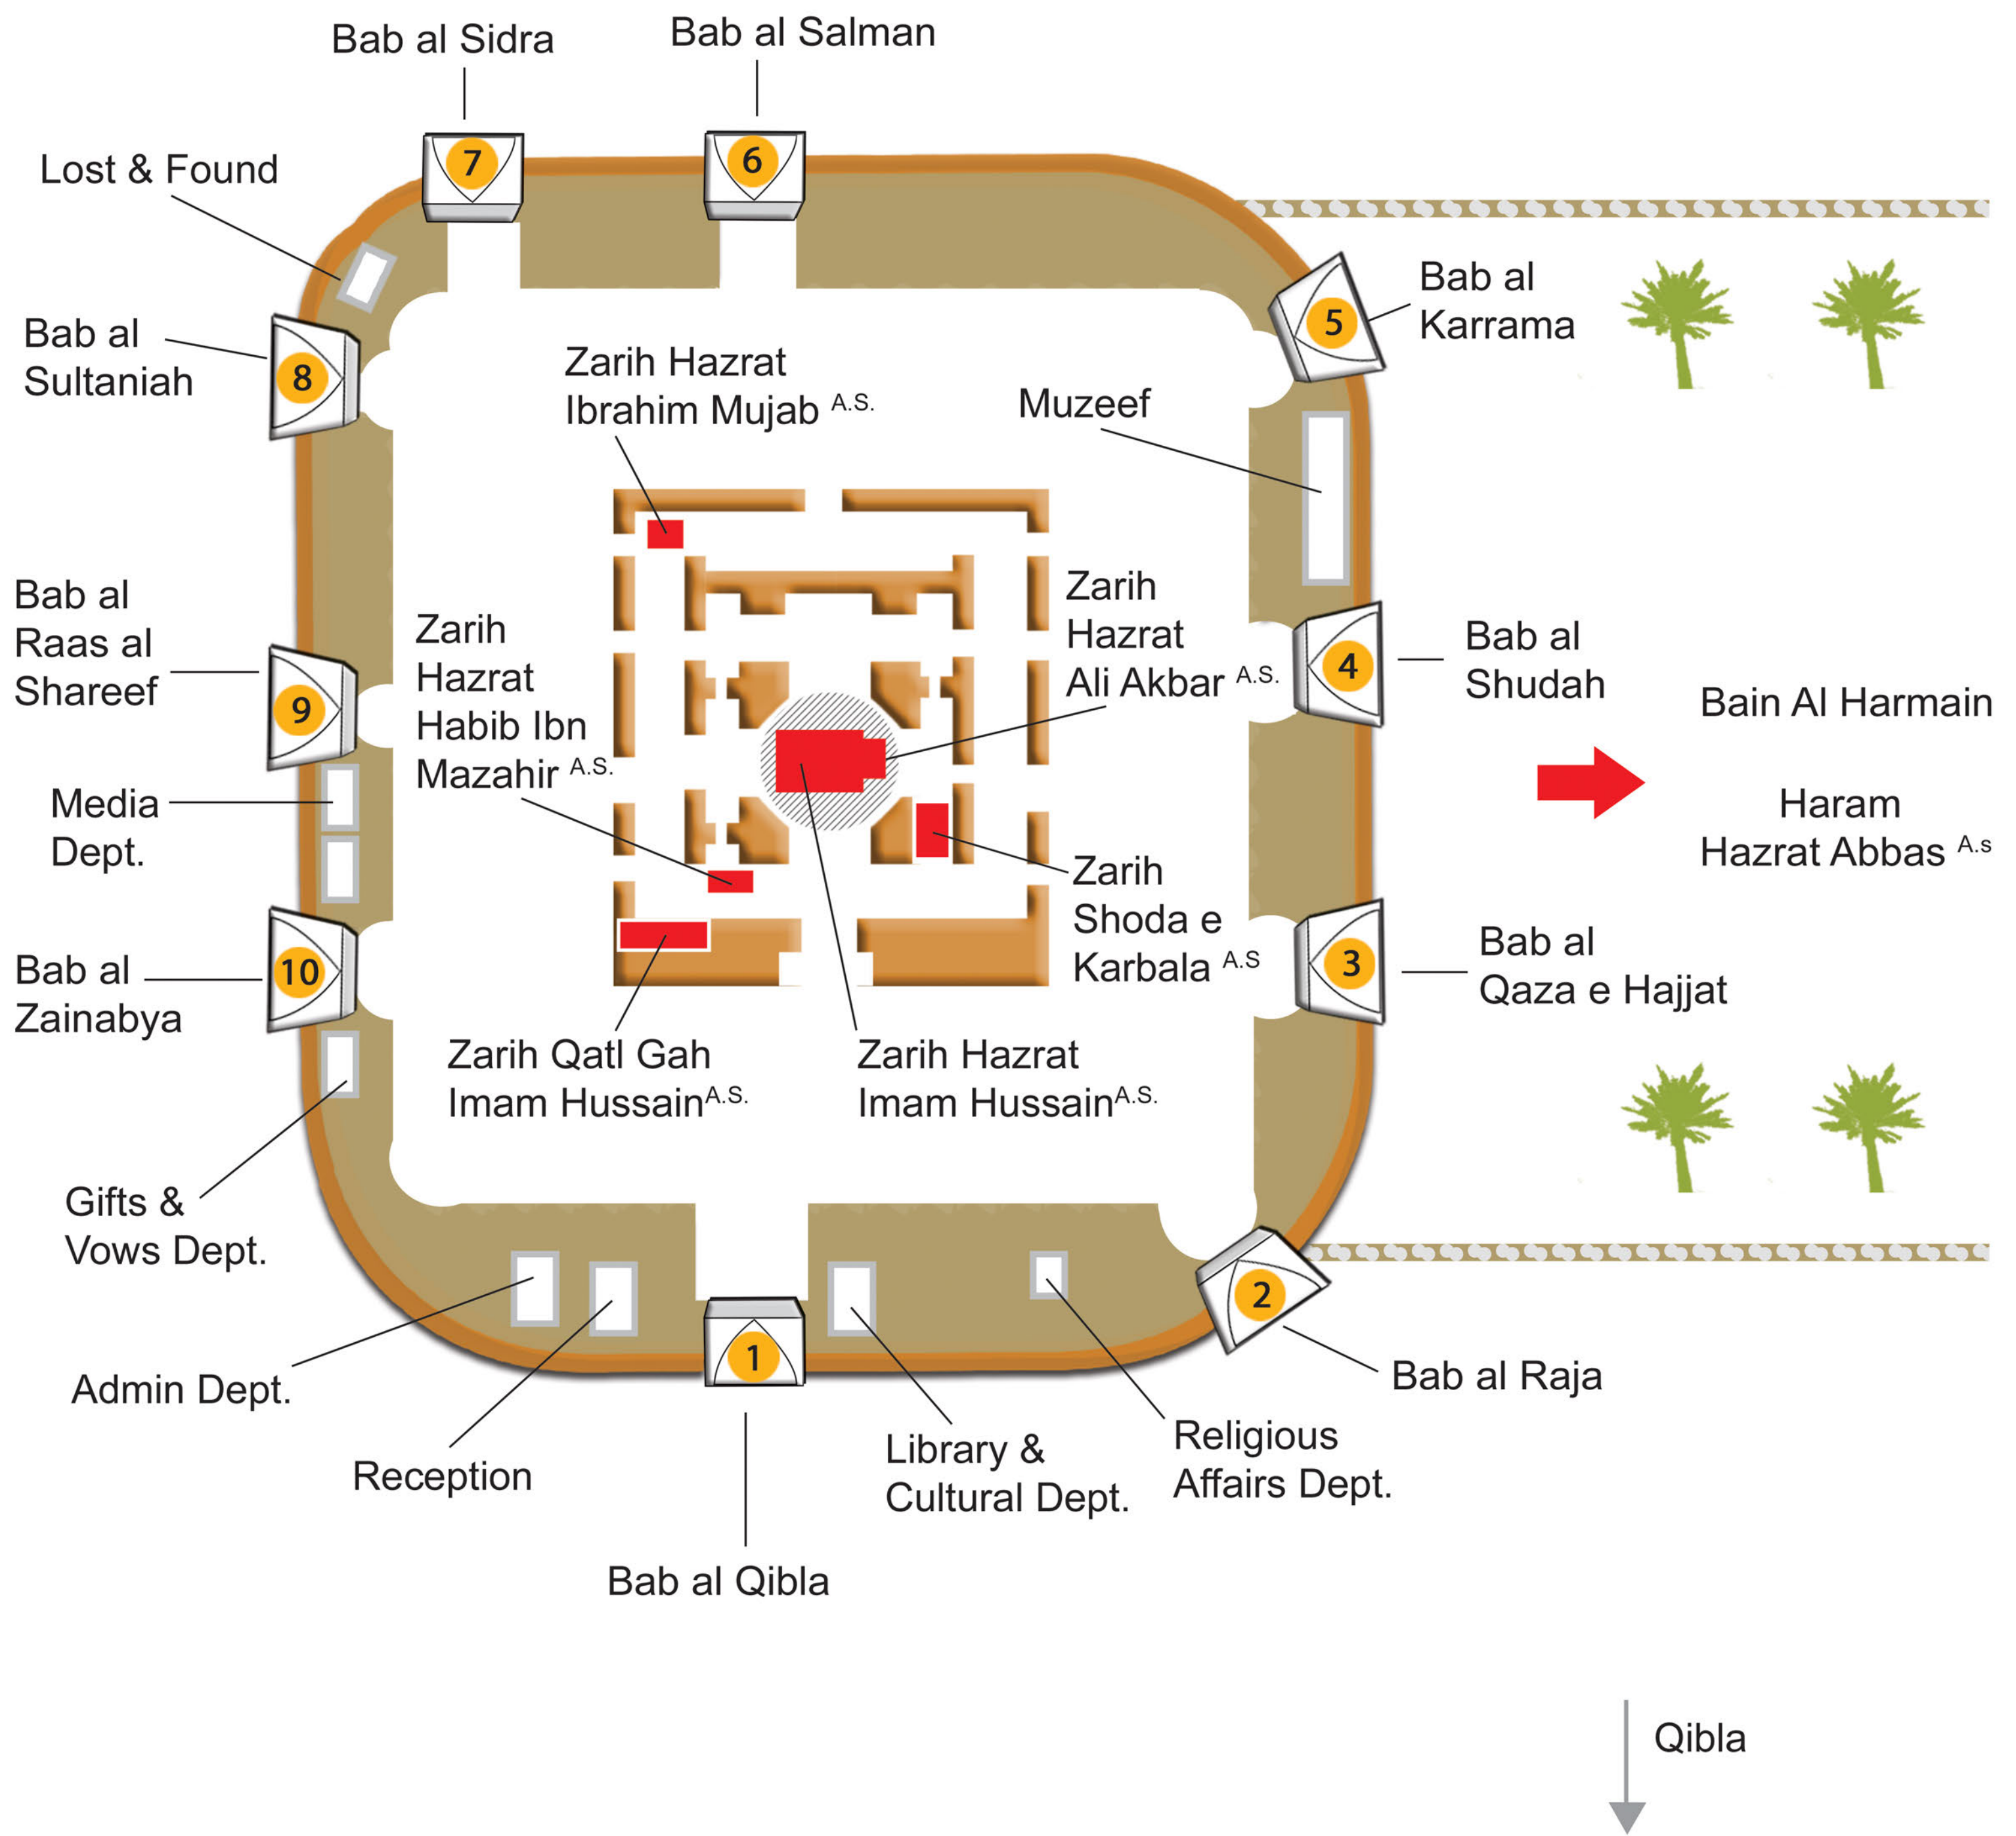 Bab al Sidra
Bab al Salman
7
6
Lost & Found
Bab al
Karrama
5
Bab al
Sultaniah
8
Zarih Hazrat
Ibrahim Mujab A.S.
Muzeef
Bab al
Raas al
Shareef
9
Zarih
Hazrat
Habib Ibn
Mazahir A.S.
Zarih
Hazrat
Ali Akbar A.S.
4
Bab al
Shudah
Bain Al Harmain
Haram
Hazrat Abbas A.s
Media
Dept.
Zarih
Shoda e
Karbala A.S
Bab al
Zainabya
10
3
Bab al
Qaza e Hajjat
Zarih Qatl Gah
Imam Hussain A.S.
Zarih Hazrat
Imam Hussain A.S.
Gifts &
Vows Dept.
2
Bab al Raja
1
Admin Dept.
Reception
Library &
Cultural Dept.
Religious
Affairs Dept.
Bab al Qibla
Qibla